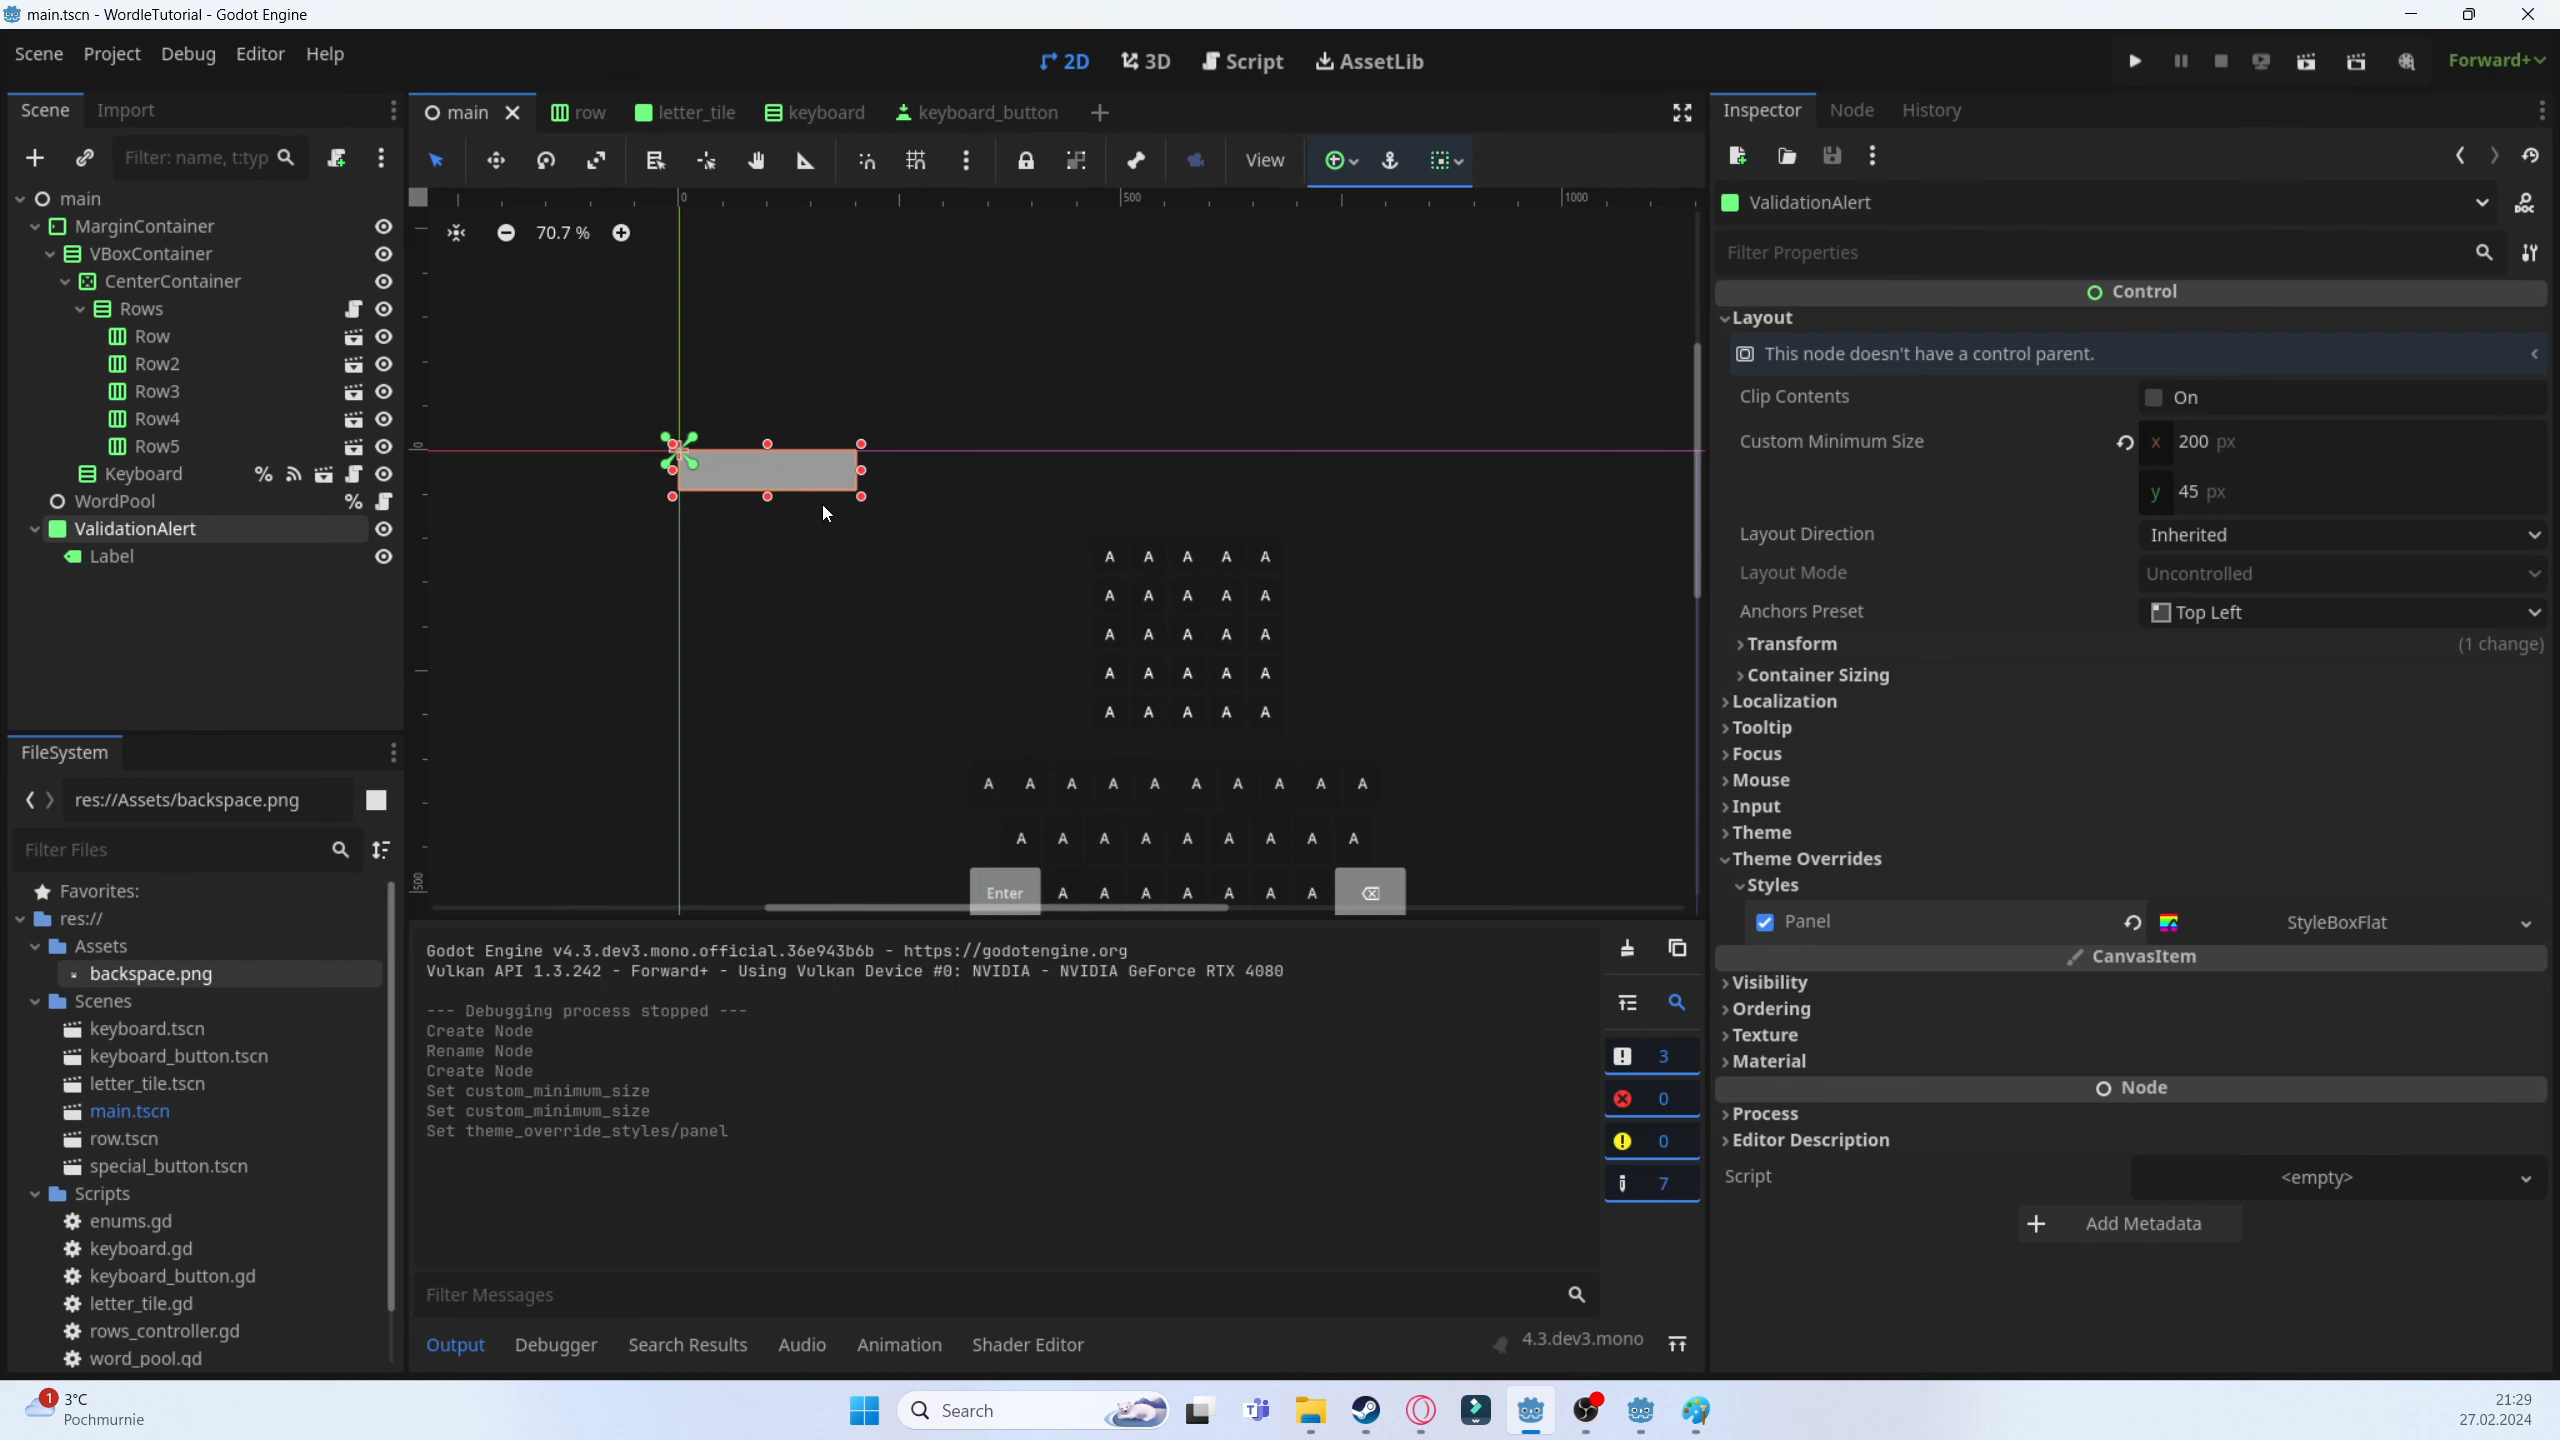 main.tscn - WordleTutorial - Godot Engine
Scene Project Debug Editor Help
2D 3D Script AssetLib
Forward+
Scene Import
main row letter_tile keyboard keyboard_button
Inspector Node History
Filter: name, t:typ
View
main
MarginContainer
VBoxContainer
CenterContainer
Rows
Row
Row2
Row3
Row4
Row5
Keyboard %
WordPool %
ValidationAlert
Label
FileSystem
res://Assets/backspace.png
Filter Files
Favorites:
res://
Assets
backspace.png
Scenes
keyboard.tscn
keyboard_button.tscn
letter_tile.tscn
main.tscn
row.tscn
special_button.tscn
Scripts
enums.gd
keyboard.gd
keyboard_button.gd
letter_tile.gd
rows_controller.gd
word_pool.gd
0 500 1000
70.7 %
0
500
A A A A A
A A A A A
A A A A A
A A A A A
A A A A A
A A A A A A A A A A
A A A A A A A A A
Enter A A A A A A A
Godot Engine v4.3.dev3.mono.official.36e943b6b - https://godotengine.org
Vulkan API 1.3.242 - Forward+ - Using Vulkan Device #0: NVIDIA - NVIDIA GeForce RTX 4080
--- Debugging process stopped ---
Create Node
Rename Node
Create Node
Set custom_minimum_size
Set custom_minimum_size
Set theme_override_styles/panel
3
0
0
7
Filter Messages
Output Debugger Search Results Audio Animation Shader Editor
4.3.dev3.mono
ValidationAlert
DOC
Filter Properties
Control
Layout
This node doesn't have a control parent.
Clip Contents On
Custom Minimum Size x 200 px
y 45 px
Layout Direction Inherited
Layout Mode Uncontrolled
Anchors Preset Top Left
Transform (1 change)
Container Sizing
Localization
Tooltip
Focus
Mouse
Input
Theme
Theme Overrides
Styles
Panel StyleBoxFlat
CanvasItem
Visibility
Ordering
Texture
Material
Node
Process
Editor Description
Script <empty>
Add Metadata
1
3°C
Pochmurnie
Search
21:29
27.02.2024